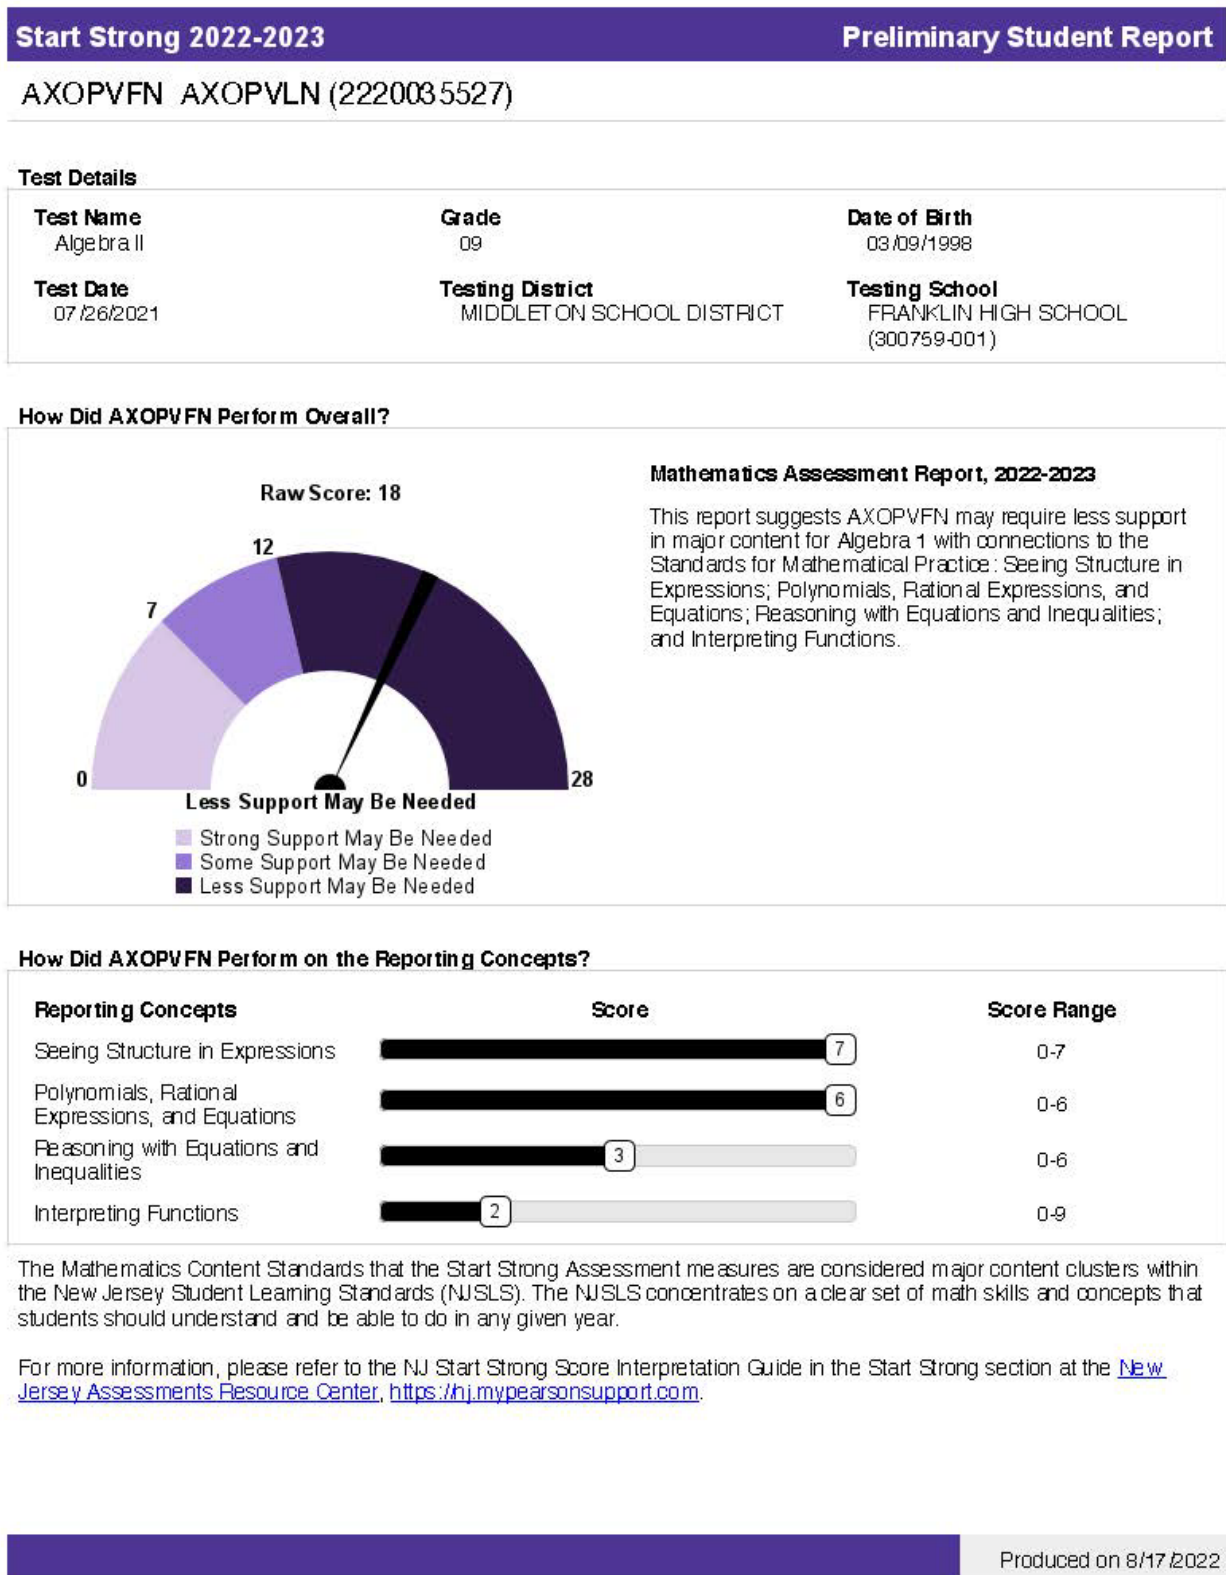 Start Strong 2022-2023 Preliminary Student Report
AXOPVFN AXOPVLN (2220035527)
Test Details
Test Name Grade Date of Birth
Algebra II 09 03/09/1998
Test Date Testing District Testing School
07/26/2021 MIDDLETON SCHOOL DISTRICT FRANKLIN HIGH SCHOOL
(300759-001)
How Did AXOPVFN Perform Overall?
Raw Score: 18
12
7
0
28
Less Support May Be Needed
Strong Support May Be Needed
Some Support May Be Needed
Less Support May Be Needed
Mathematics Assessment Report, 2022-2023
This report suggests AXOPVFN may require less support
in major content for Algebra 1 with connections to the
Standards for Mathematical Practice: Seeing Structure in
Expressions; Polynomials, Rational Expressions, and
Equations; Reasoning with Equations and Inequalities;
and Interpreting Functions.
How Did AXOPVFN Perform on the Reporting Concepts?
Reporting Concepts Score Score Range
Seeing Structure in Expressions 7 0-7
Polynomials, Rational
Expressions, and Equations 6 0-6
Reasoning with Equations and
Inequalities 3 0-6
Interpreting Functions 2 0-9
The Mathematics Content Standards that the Start Strong Assessment measures are considered major content clusters within
the New Jersey Student Learning Standards (NJSLS). The NJSLS concentrates on a clear set of math skills and concepts that
students should understand and be able to do in any given year.
For more information, please refer to the NJ Start Strong Score Interpretation Guide in the Start Strong section at the New
Jersey Assessments Resource Center, https://nj.mypearsonsupport.com.
Produced on 8/17/2022